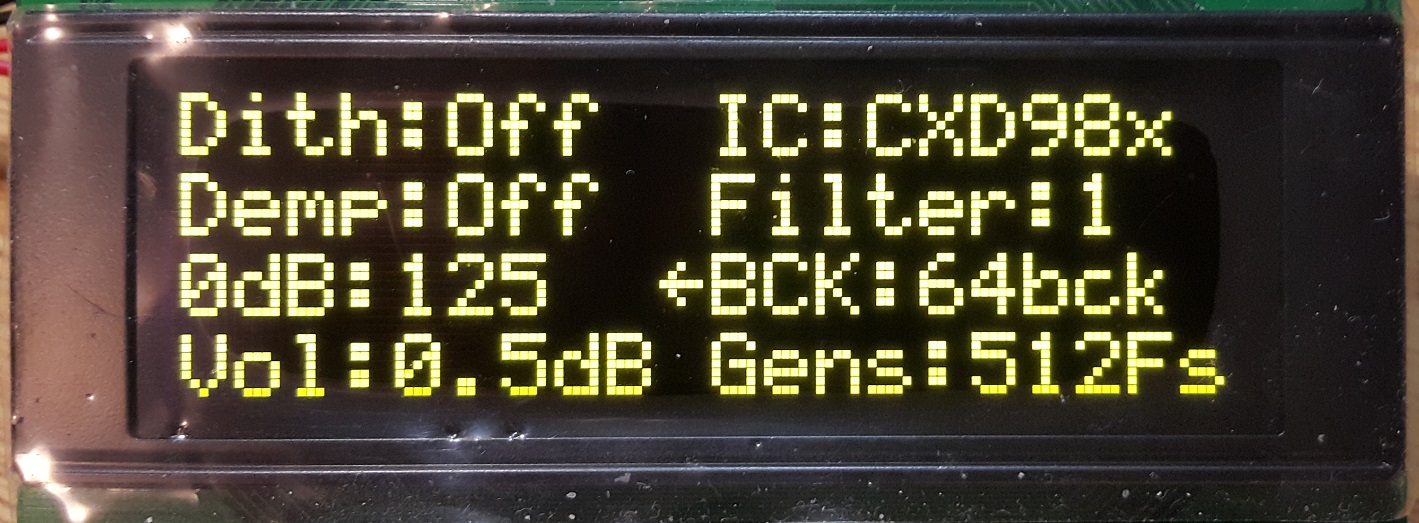 Dith:Off IC:CXD98x
Demp:Off Filter:1
0dB:125 ←BCK:64bck
Vol:0.5dB Gens:512Fs